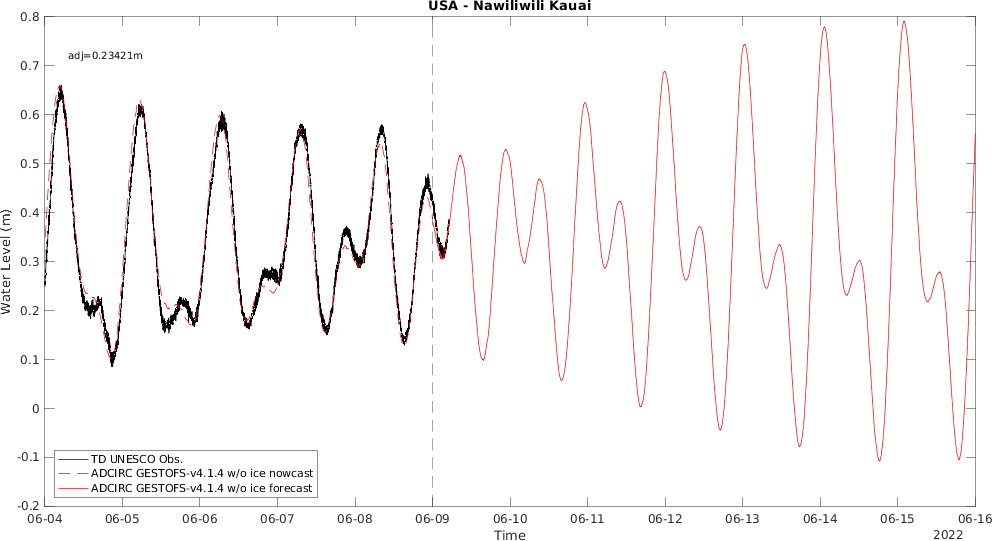 USA - Nawiliwili Kauai
adj=0.23421m
0.8
0.7
0.6
0.5
0.4
0.3
0.2
0.1
0
-0.1
-0.2
Water Level (m)
TD UNESCO Obs.
ADCIRC GESTOFS-v4.1.4 w/o ice nowcast
ADCIRC GESTOFS-v4.1.4 w/o ice forecast
06-04 06-05 06-06 06-07 06-08 06-09 06-10 06-11 06-12 06-13 06-14 06-15 06-16
Time
2022